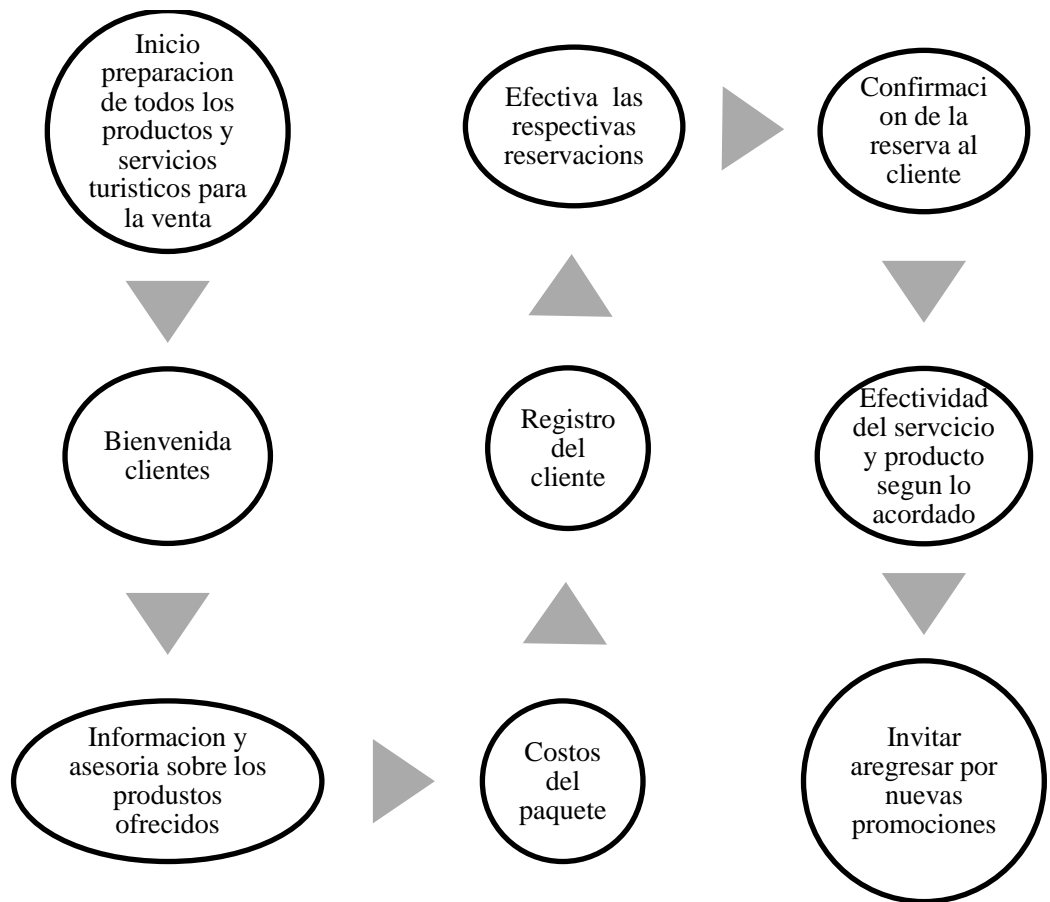 Inicio
preparacion
de todos los
productos y
servicios
turisticos para
la venta
Bienvenida
clientes
Informacion y
asesoria sobre los
produstos
ofrecidos
Costos
del
paquete
Registro
del
cliente
Efectiva las
respectivas
reservacions
Confirmaci
on de la
reserva al
cliente
Efectividad
del servcicio
y producto
segun lo
acordado
Invitar
aregresar por
nuevas
promociones